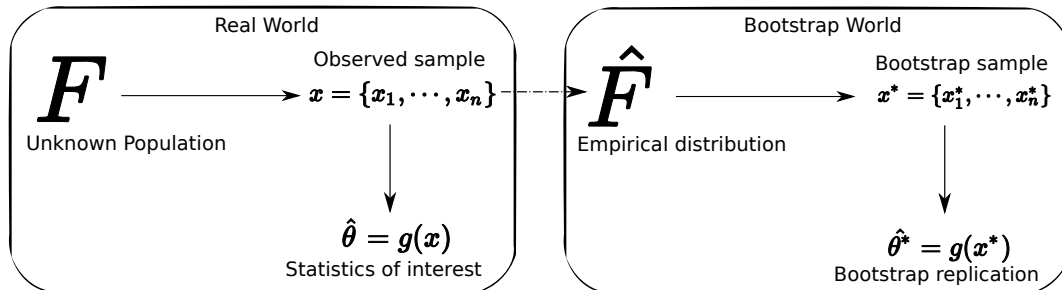 Real World
F
Unknown Population
Observed sample
x = {x₁, ⋯, xₙ}
θ̂ = g(x)
Statistics of interest
Bootstrap World
F̂
Empirical distribution
Bootstrap sample
x* = {x₁*, ⋯, xₙ*}
θ̂* = g(x*)
Bootstrap replication